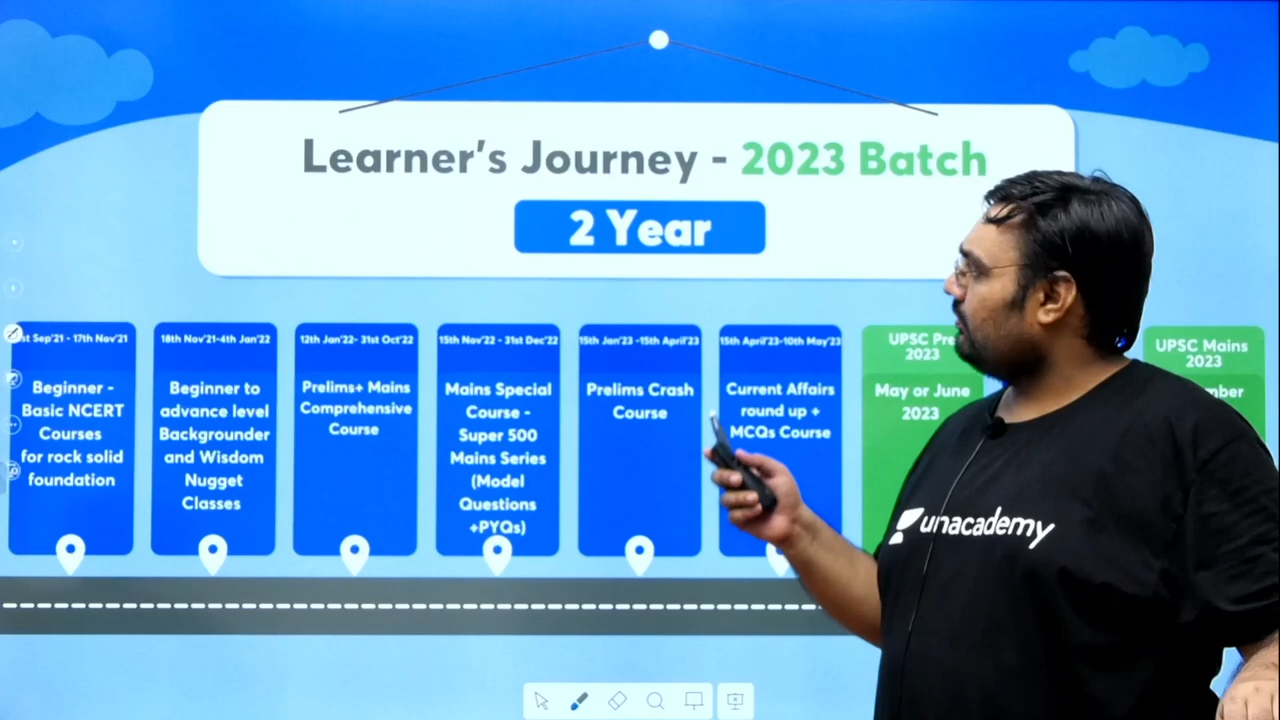 Learner's Journey - 2023 Batch
2 Year
st Sep'21 - 17th Nov'21
Beginner -
Basic NCERT
Courses
for rock solid
foundation
18th Nov'21-4th Jan'22
Beginner to
advance level
Backgrounder
and Wisdom
Nugget
Classes
12th Jan'22- 31st Oct'22
Prelims+ Mains
Comprehensive
Course
15th Nov'22 - 31st Dec'22
Mains Special
Course -
Super 500
Mains Series
(Model
Questions
+PYQs)
15th Jan'23 -15th April'23
Prelims Crash
Course
15th April'23-10th May'23
Current Affairs
round up +
MCQs Course
UPSC Pre
2023
May or June
2023
UPSC Mains
2023
mber
unacademy